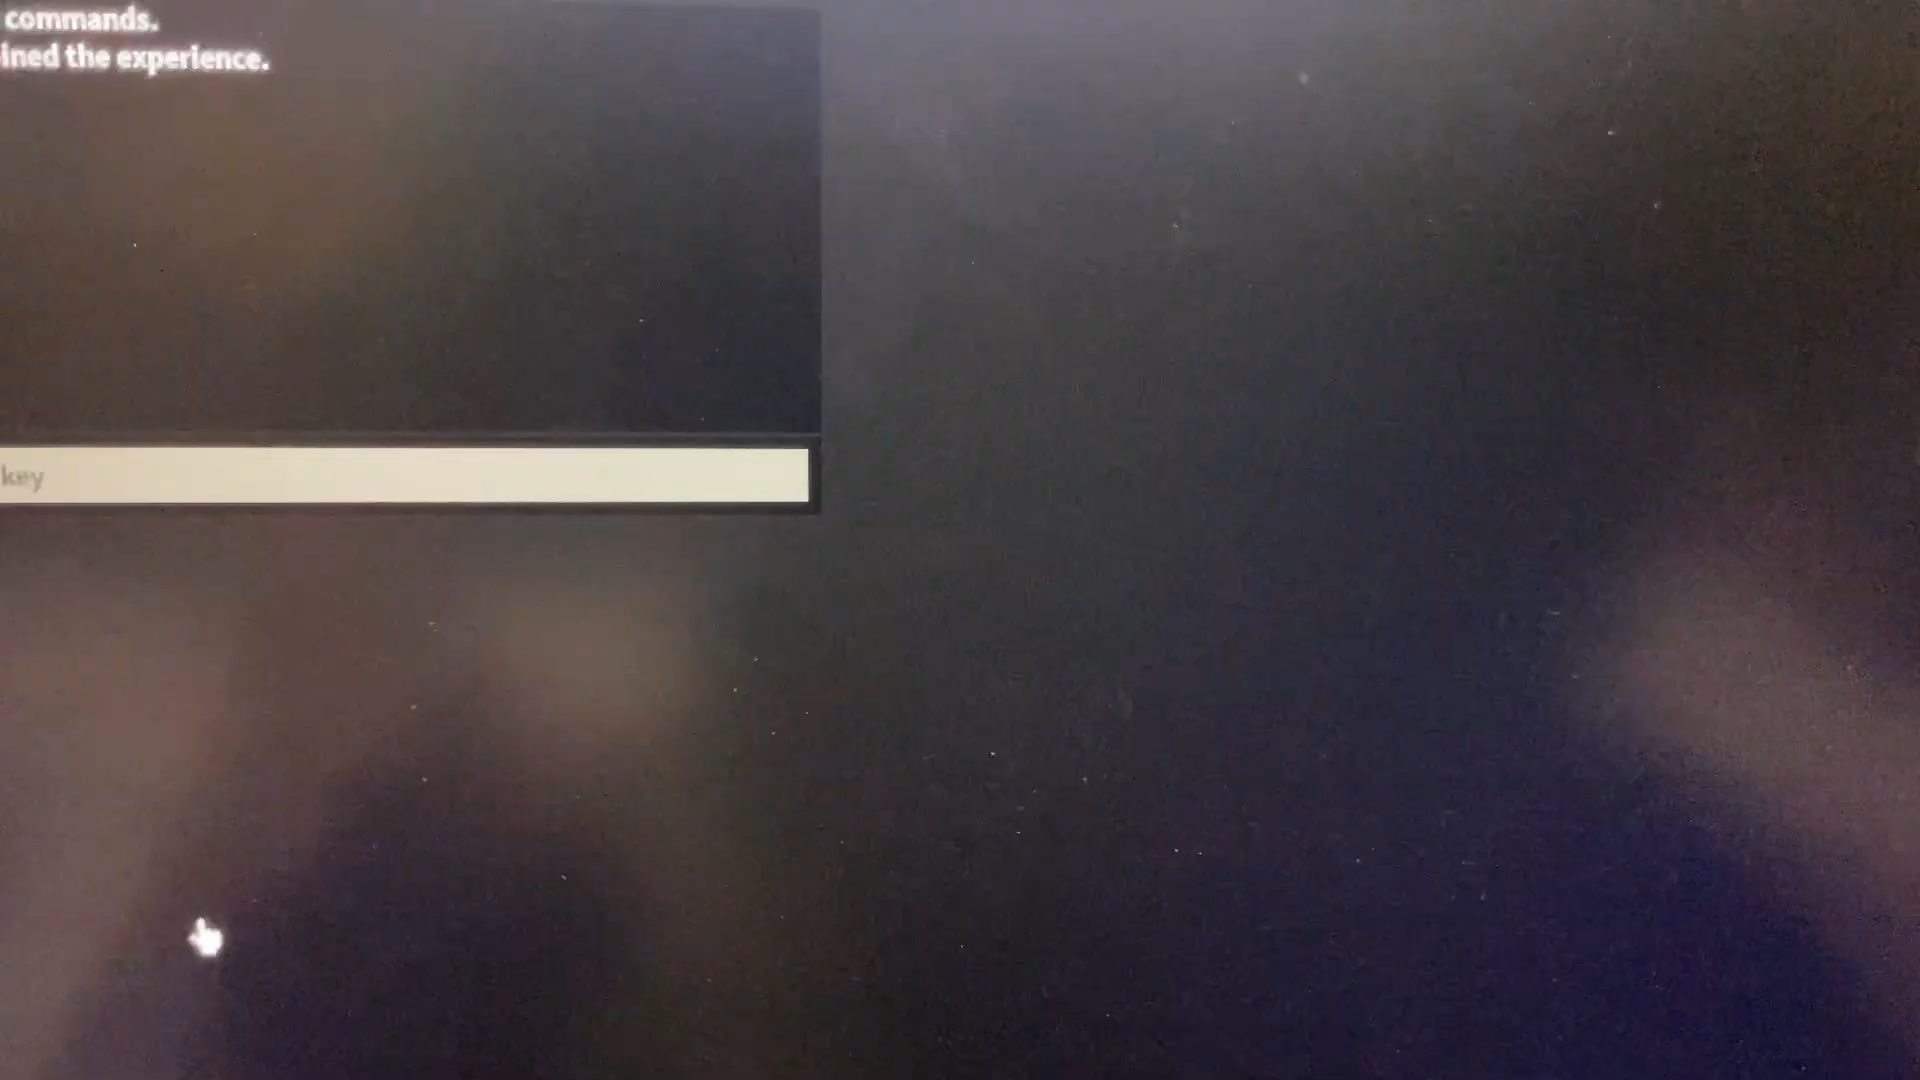 commands.
ined the experience.
key